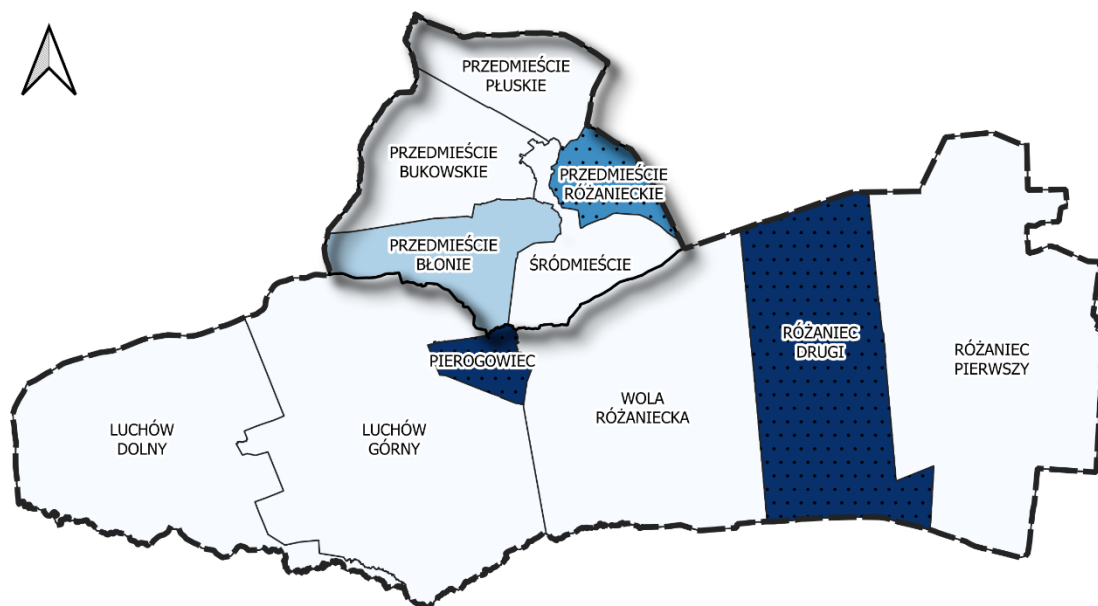 PRZEDMIEŚCIE
PŁUSKIE
PRZEDMIEŚCIE
BUKOWSKIE
PRZEDMIEŚCIE
RÓŻANIECKIE
PRZEDMIEŚCIE
BŁONIE
ŚRÓDMIEŚCIE
PIEROGOWIEC
RÓŻANIEC
DRUGI
RÓŻANIEC
PIERWSZY
WOLA
RÓŻANIECKA
LUCHÓW
DOLNY
LUCHÓW
GÓRNY